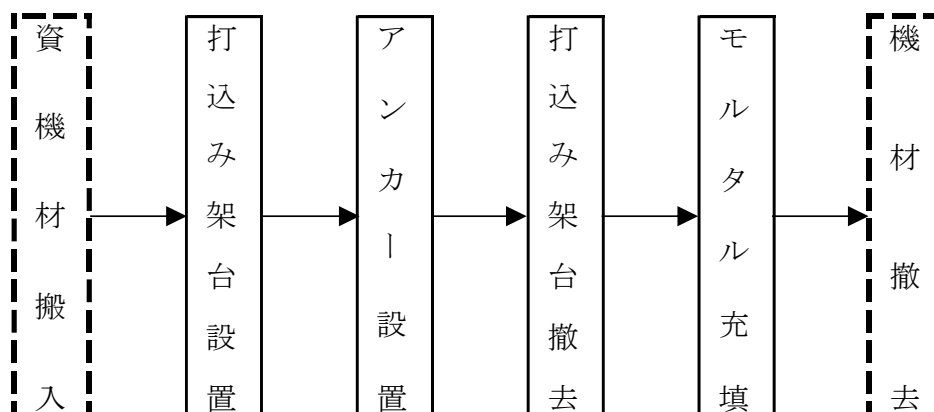 資機材搬入
打込み架台設置
アンカー設置
打込み架台撤去
モルタル充填
機材撤去